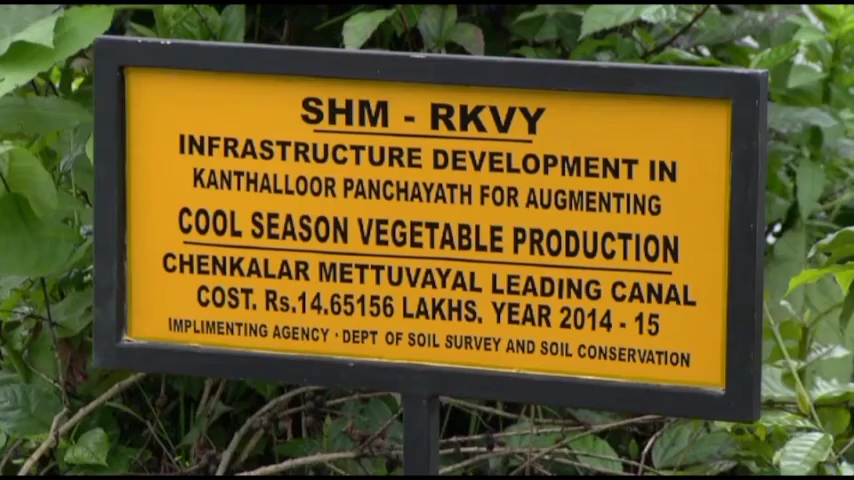 SHM - RKVY
INFRASTRUCTURE DEVELOPMENT IN
KANTHALLOOR PANCHAYATH FOR AUGMENTING
COOL SEASON VEGETABLE PRODUCTION
CHENKALAR METTUVAYAL LEADING CANAL
COST. Rs.14.65156 LAKHS. YEAR 2014 - 15
IMPLIMENTING AGENCY · DEPT OF SOIL SURVEY AND SOIL CONSERVATION